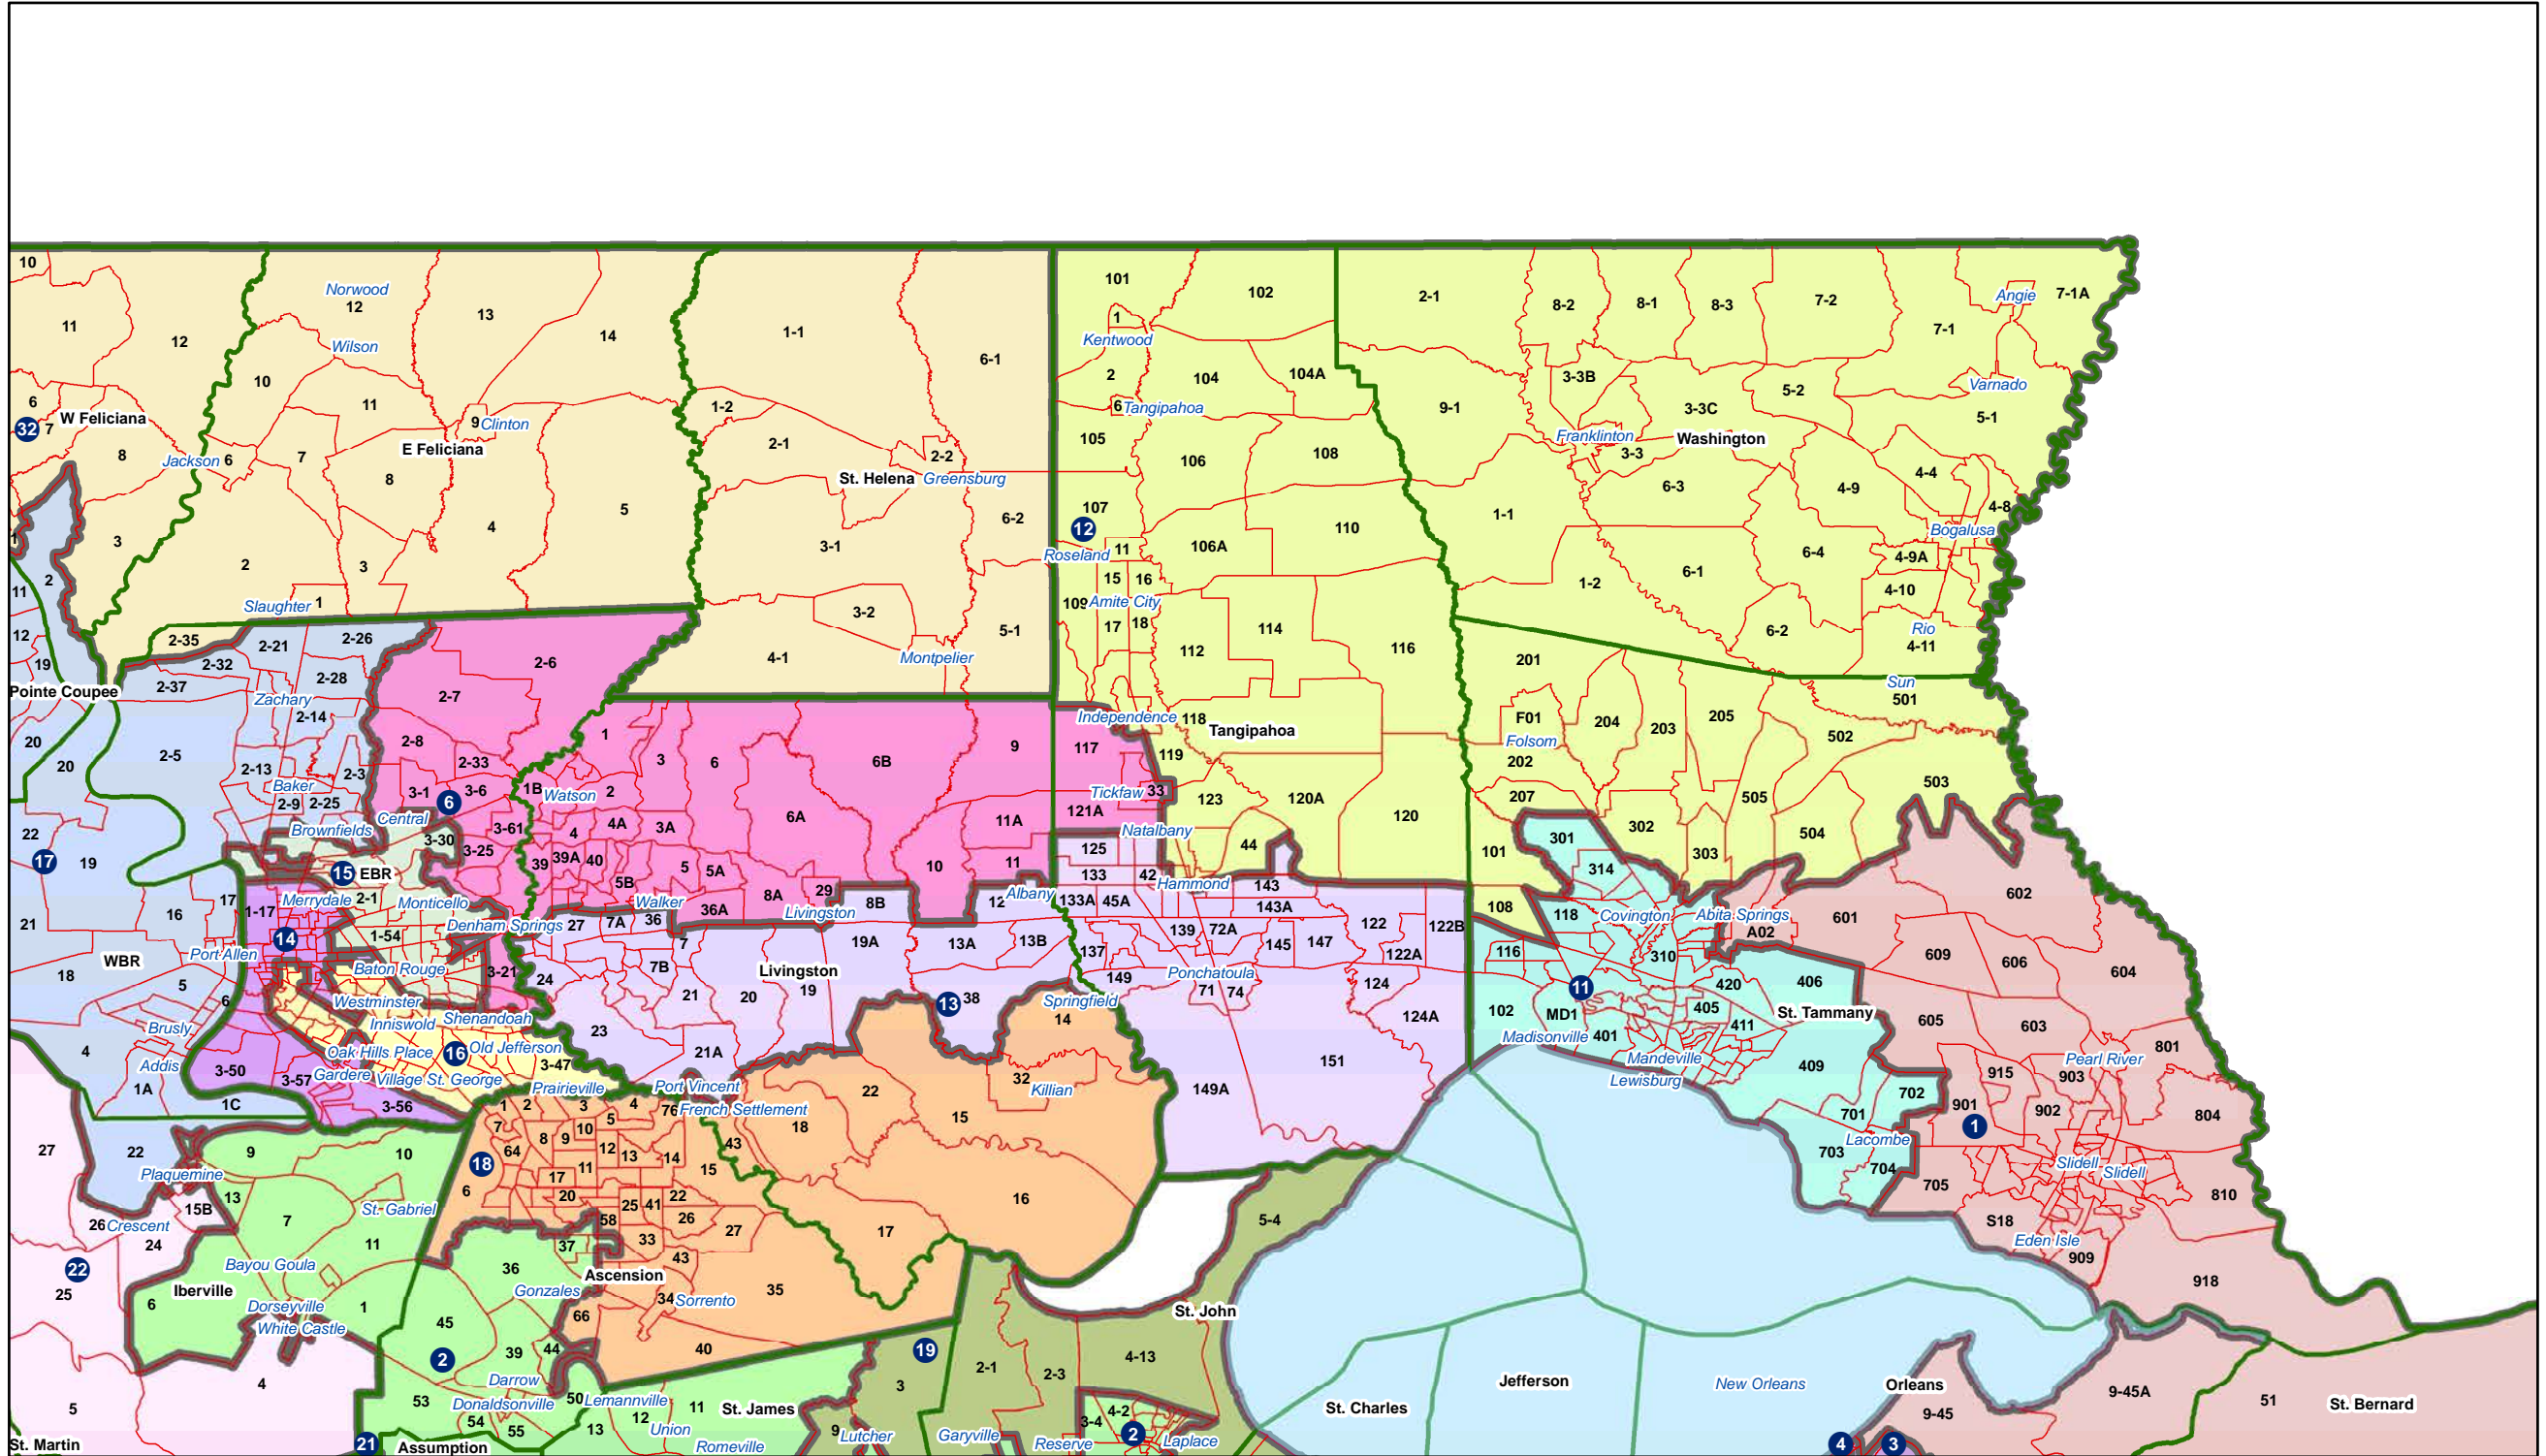 10
11
12
Norwood
12
13
14
1-1
6-1
101
102
1
Kentwood
2-1
8-2
8-1
8-3
7-2
7-1
Angie
7-1A
Wilson
10
11
6
32
7
W Feliciana
8
Jackson
6
7
E Feliciana
9
Clinton
8
5
4
3
2
3
1
Slaughter
1-2
2-1
2-2
St. Helena
Greensburg
6-2
3-1
3-2
5-1
4-1
Montpelier
2
104
104A
6
Tangipahoa
105
106
108
107
12
Roseland
11
106A
110
15
16
109
Amite City
17
18
112
114
116
9-1
3-3B
3-3C
5-2
Varnado
5-1
Franklinton
Washington
3-3
6-3
4-9
4-4
4-8
Bogalusa
1-1
1-2
6-1
6-4
4-9A
4-10
6-2
Rio
4-11
1
2
11
12
19
Pointe Coupee
20
20
22
17
19
21
18
WBR
16
17
5
6
Port Allen
Brusly
Addis
4
1A
1C
2-35
2-21
2-26
2-32
2-37
2-28
Zachary
2-14
2-5
2-13
2-3
Baker
2-9
2-25
Brownfields
2-6
2-7
2-8
2-33
3-1
3-6
6
Central
3-61
3-30
3-25
15
EBR
Merrydale
2-1
Monticello
1-17
14
1-54
Baton Rouge
Denham Springs
3-21
Westminster
Inniswold
Shenandoah
Oak Hills Place
16
Old Jefferson
3-47
Gardere
Village St. George
3-50
3-57
3-56
1
3
6
6B
9
1B
Watson
2
4
4A
3A
6A
11A
39
39A
40
5
5A
5B
10
11
8A
29
8B
12
Albany
Walker
36A
Livingston
27
7A
36
7
19A
13A
13B
24
7B
Livingston
19
21
20
23
21A
13
38
Springfield
14
Independence
118
Tangipahoa
117
119
Tickfaw
33
121A
123
120A
120
Natalbany
125
44
133
42
Hammond
143
133A
45A
143A
122
122B
137
139
72A
145
147
122A
149
Ponchatoula
71
74
124
124A
151
149A
201
Sun
501
F01
204
203
205
Folsom
202
502
207
505
503
301
302
303
504
101
314
108
118
Covington
Abita Springs
A02
601
602
116
310
609
606
604
11
420
406
102
MD1
405
St. Tammany
605
603
401
411
Madisonville
Mandeville
Lewisburg
409
801
Pearl River
915
903
702
701
901
902
804
1
Lacombe
703
704
705
Slidell
Slidell
810
S18
Eden Isle
909
918
Prairieville
Port Vincent
22
32
Killian
15
1
2
3
4
76
French Settlement
18
7
5
10
8
9
43
64
12
13
14
15
18
17
11
6
20
25
41
22
26
27
58
33
16
17
37
43
Ascension
36
Gonzales
34
Sorrento
35
66
45
39
44
40
2
Darrow
Donaldsonville
50
Lemannville
53
54
55
13
12
11
Union
St. James
Romeville
21
Assumption
27
22
Plaquemine
9
10
13
15B
26
Crescent
24
7
St. Gabriel
11
22
25
Iberville
Bayou Goula
6
Dorseyville
1
White Castle
4
5
St. Martin
19
3
2-1
2-3
4-13
5-4
St. John
9
Lutcher
Garyville
3-4
4-2
2
Reserve
Laplace
St. Charles
Jefferson
New Orleans
Orleans
9-45
9-45A
51
St. Bernard
4
3